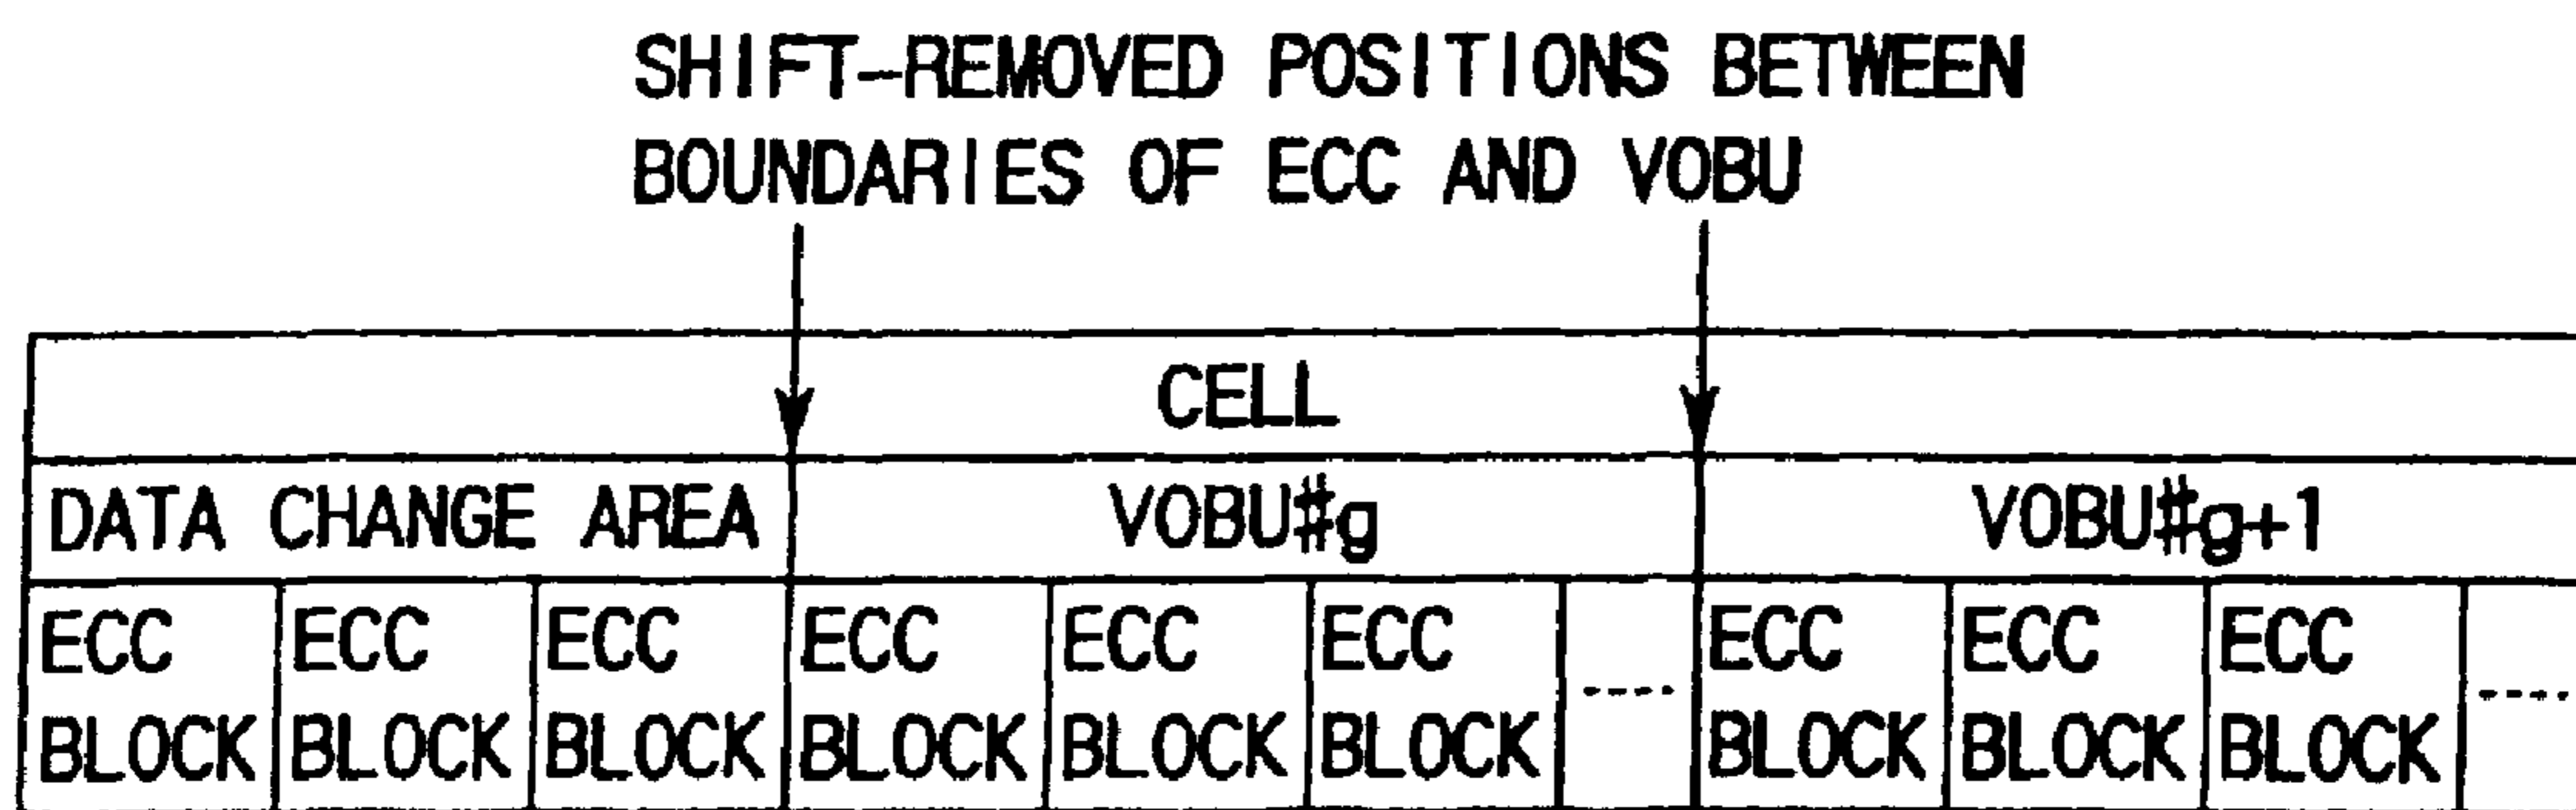 SHIFT-REMOVED POSITIONS BETWEEN
BOUNDARIES OF ECC AND VOBU
CELL
DATA CHANGE AREA VOBU#g VOBU#g+1
ECC ECC ECC ECC ECC ECC ECC ECC ECC
BLOCK BLOCK BLOCK BLOCK BLOCK BLOCK BLOCK BLOCK BLOCK